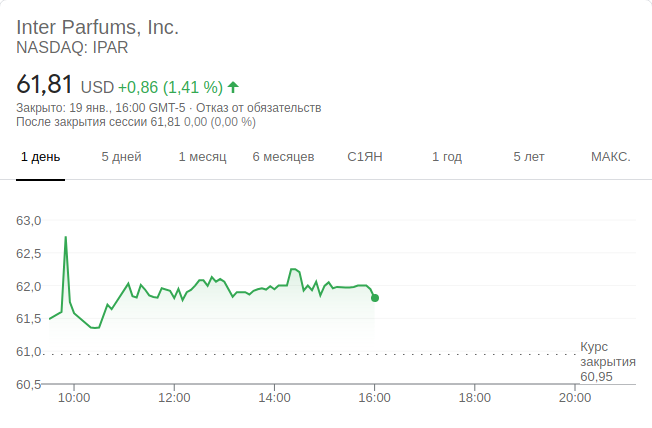 Inter Parfums, Inc.
NASDAQ: IPAR
61,81 USD +0,86 (1,41 %)
Закрыто: 19 янв., 16:00 GMT-5 · Отказ от обязательств
После закрытия сессии 61,81 0,00 (0,00 %)
1 день 5 дней 1 месяц 6 месяцев С1ЯН 1 год 5 лет МАКС.
63,0
62,5
62,0
61,5
61,0
60,5
Курс
закрытия
60,95
10:00 12:00 14:00 16:00 18:00 20:00